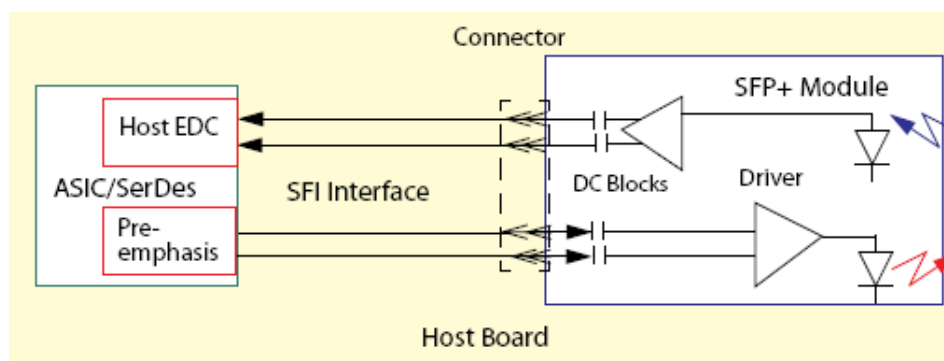 Connector
SFP+ Module
Host EDC
DC Blocks
Driver
ASIC/SerDes
SFI Interface
Pre-
emphasis
Host Board